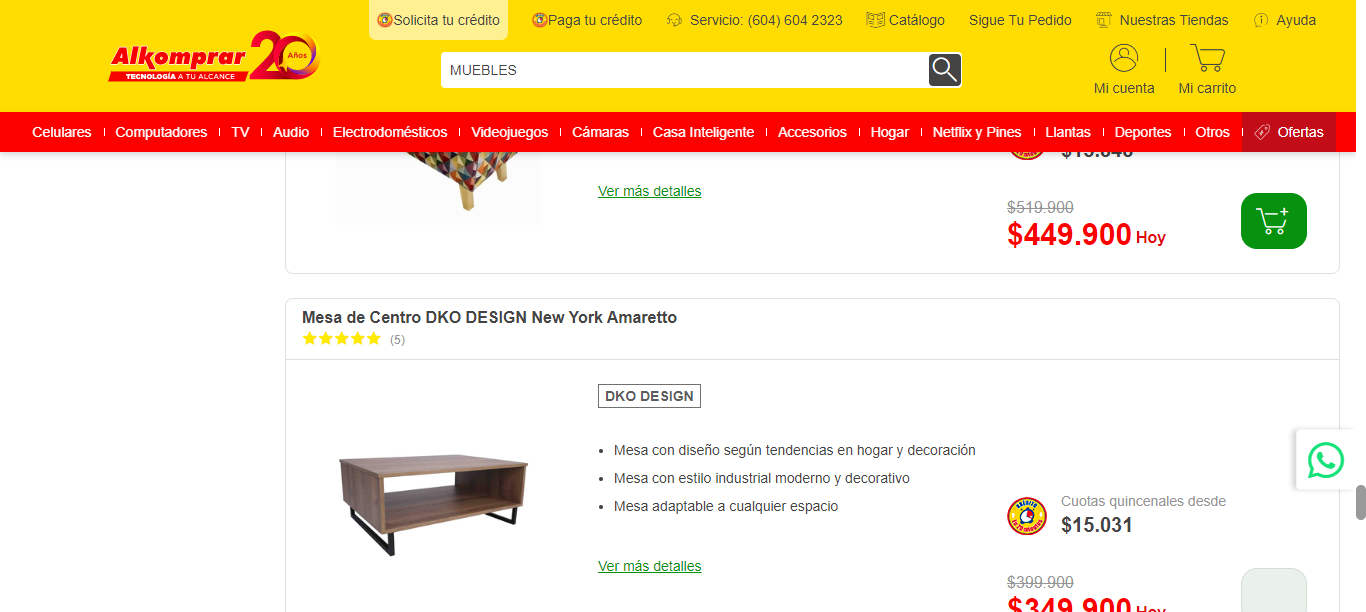 Solicita tu crédito
Paga tu crédito
Servicio: (604) 604 2323
Catálogo
Sigue Tu Pedido
Nuestras Tiendas
Ayuda
Alkomprar 20 Años
TECNOLOGÍA A TU ALCANCE
MUEBLES
Mi cuenta
Mi carrito
Celulares
Computadores
TV
Audio
Electrodomésticos
Videojuegos
Cámaras
Casa Inteligente
Accesorios
Hogar
Netflix y Pines
Llantas
Deportes
Otros
Ofertas
Ver más detalles
$519.900
$449.900 Hoy
Mesa de Centro DKO DESIGN New York Amaretto
(5)
DKO DESIGN
• Mesa con diseño según tendencias en hogar y decoración
• Mesa con estilo industrial moderno y decorativo
• Mesa adaptable a cualquier espacio
Cuotas quincenales desde
$15.031
Ver más detalles
$399.900
$349.900 Hoy